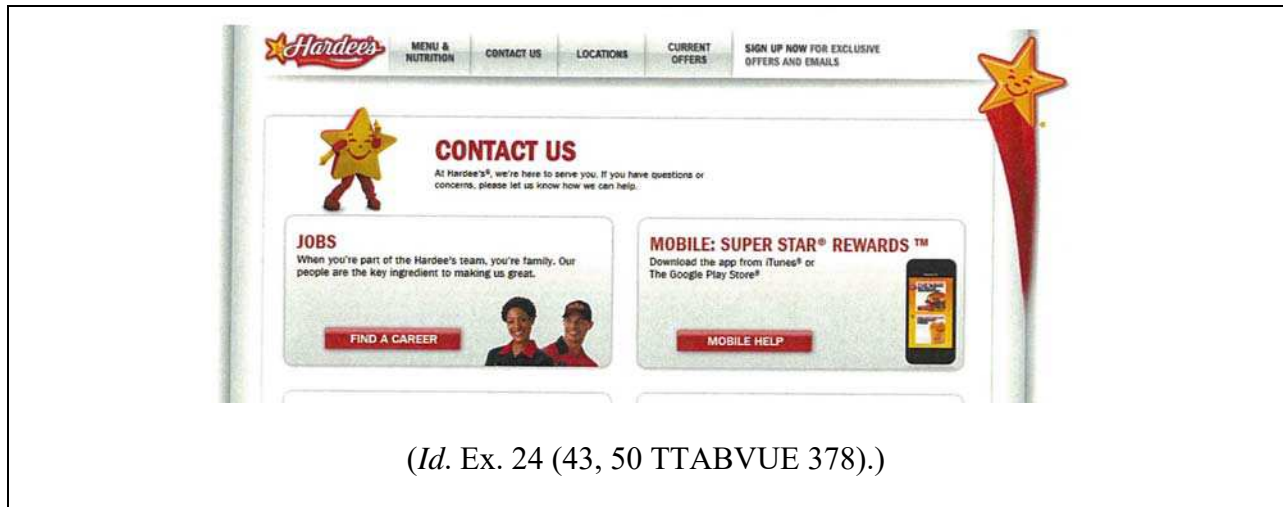 Hardee's
MENU &
NUTRITION
CONTACT US
LOCATIONS
CURRENT
OFFERS
SIGN UP NOW FOR EXCLUSIVE
OFFERS AND EMAILS
CONTACT US
At Hardee's®, we're here to serve you. If you have questions or
concerns, please let us know how we can help.
JOBS
When you're part of the Hardee's team, you're family. Our
people are the key ingredient to making us great.
FIND A CAREER
MOBILE: SUPER STAR® REWARDS ™
Download the app from iTunes® or
The Google Play Store®
MOBILE HELP
(Id. Ex. 24 (43, 50 TTABVUE 378).)